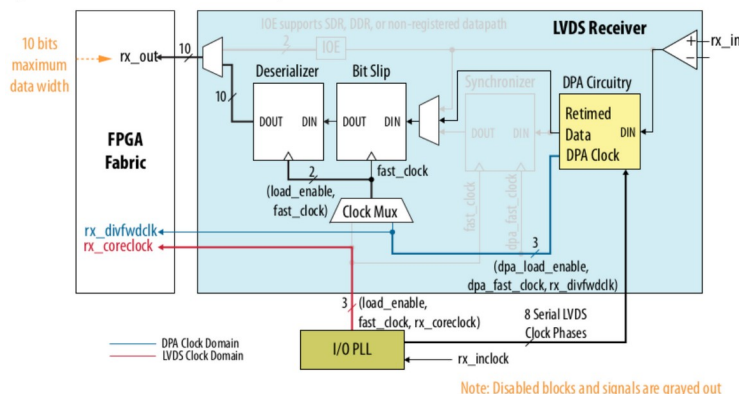 IOE supports SDR, DDR, or non-registered datapath
LVDS Receiver
10 bits
maximum
data width
rx_out
10
2
IOE
+
-
rx_in
Deserializer
Bit Slip
Synchronizer
DPA Circuitry
10
DOUT
DIN
DOUT
DIN
DOUT
DIN
Retimed
Data
DIN
DPA Clock
FPGA
Fabric
2
fast_clock
(load_enable,
fast_clock)
Clock Mux
fast_clock
dpa_fast_clock
rx_divfwdclk
rx_coreclock
3
(dpa_load_enable,
dpa_fast_clock, rx_divfwdclk)
3
(load_enable,
fast_clock, rx_coreclock)
8 Serial LVDS
Clock Phases
DPA Clock Domain
LVDS Clock Domain
I/O PLL
rx_inclock
Note: Disabled blocks and signals are grayed out